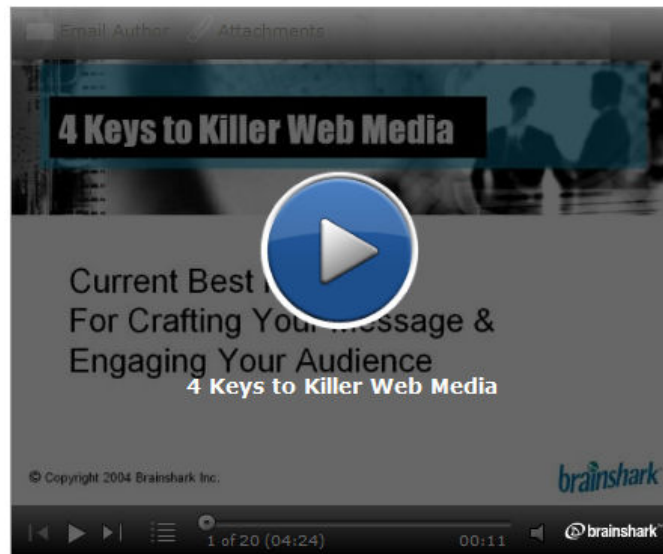 Email Author Attachments
4 Keys to Killer Web Media
Current Best
For Crafting Your Message &
Engaging Your Audience
4 Keys to Killer Web Media
© Copyright 2004 Brainshark Inc.
brainshark
1 of 20 (04:24) 00:11
brainshark